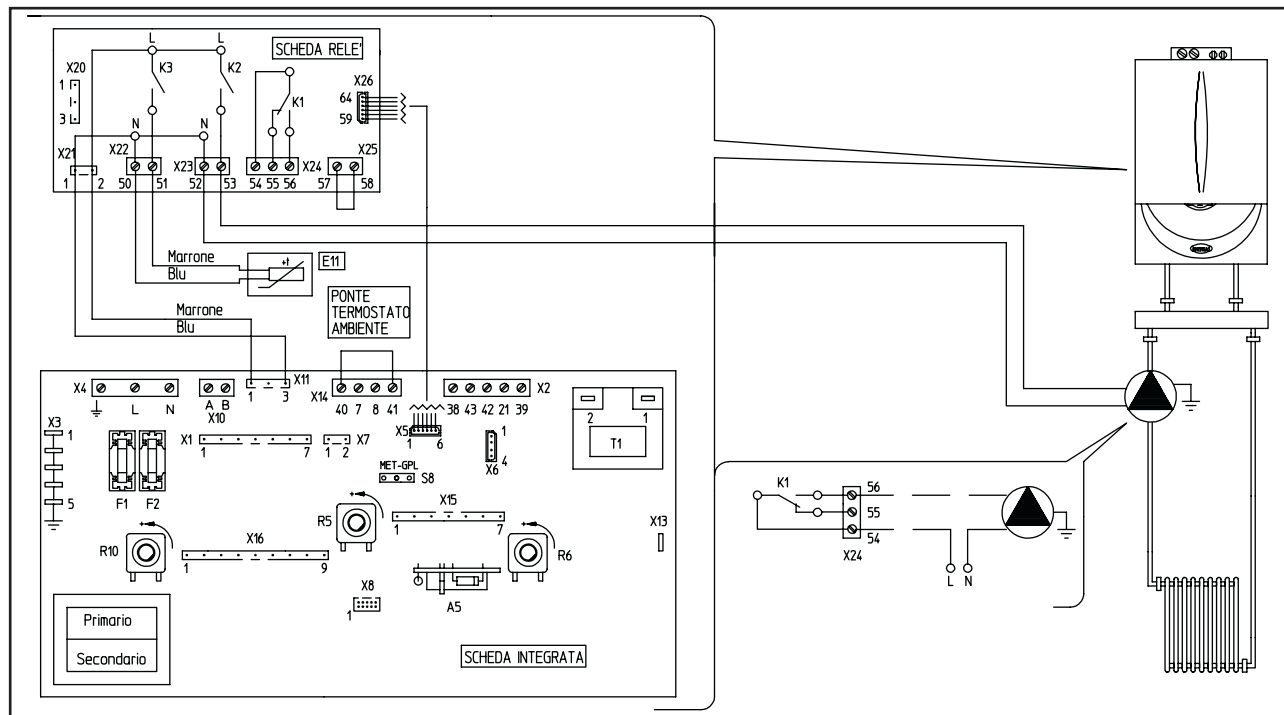 SCHEDA RELE'
L
L
X20
1
3
K3
K2
K1
X26
64
59
N
N
X21
1
2
X22
50
51
X23
52
53
54
55
56
X24
X25
57
58
Marrone
Blu
+t
E11
Marrone
Blu
PONTE
TERMOSTATO
AMBIENTE
X4
L
N
A
B
X10
1
3
X11
X14
40
7
8
41
38
43
42
21
39
X2
2
1
T1
X3
1
5
F1
F2
X1
1
7
X7
1
2
X5
1
6
1
X6
4
MET-GPL
S8
R10
+
X16
1
9
R5
+
X15
1
7
R6
+
X13
X8
1
A5
Primario
Secondario
SCHEDA INTEGRATA
K1
56
55
54
X24
L
N